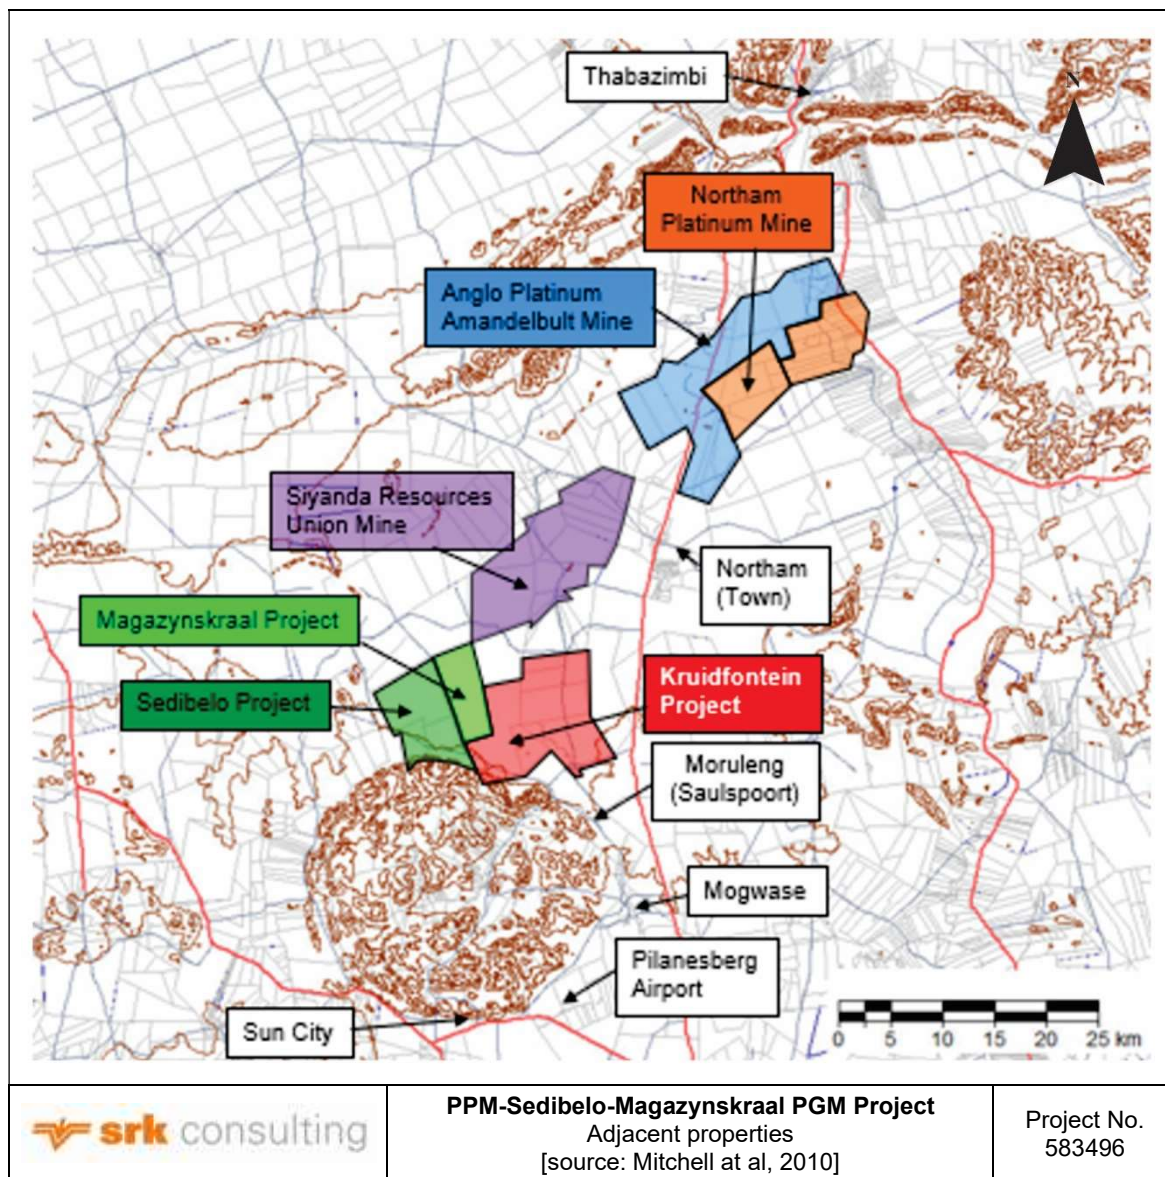 Thabazimbi
N
Northam
Platinum Mine
Anglo Platinum
Amandelbult Mine
Siyanda Resources
Union Mine
Northam
(Town)
Magazynskraal Project
Kruidfontein
Project
Sedibelo Project
Moruleng
(Saulspoort)
Mogwase
Pilanesberg
Airport
Sun City
0 5 10 15 20 25 km
srk consulting
PPM-Sedibelo-Magazynskraal PGM Project
Adjacent properties
[source: Mitchell at al, 2010]
Project No.
583496